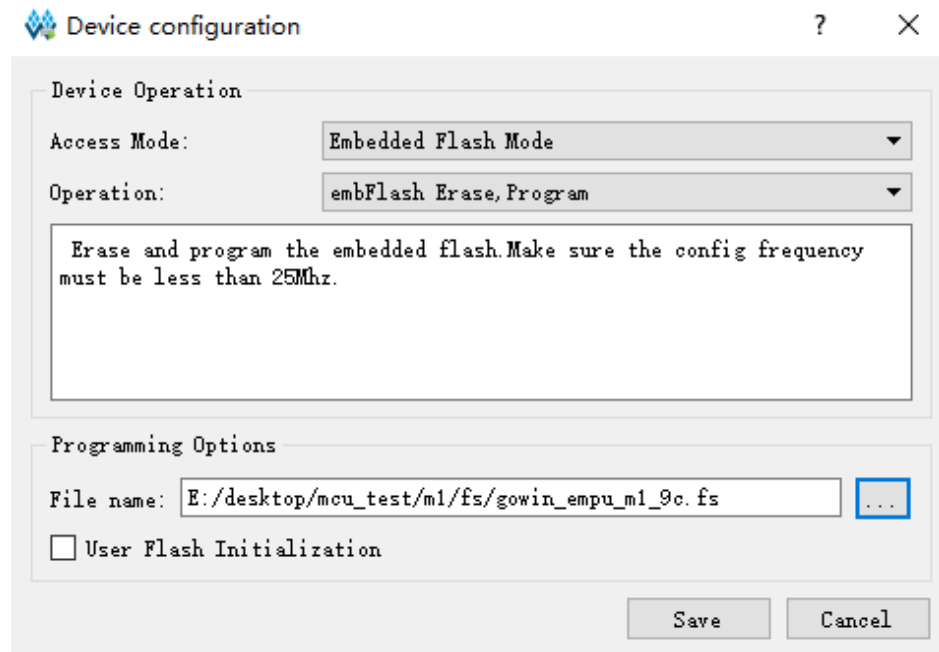 Device configuration
?
Device Operation
Access Mode:
Embedded Flash Mode
Operation:
embFlash Erase,Program
Erase and program the embedded flash.Make sure the config frequency
must be less than 25Mhz.
Programming Options
File name:
E:/desktop/mcu_test/m1/fs/gowin_empu_m1_9c.fs
...
User Flash Initialization
Save
Cancel